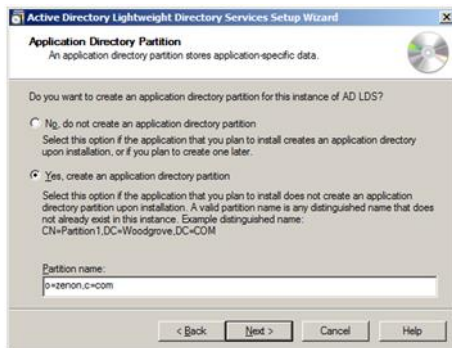 Active Directory Lightweight Directory Services Setup Wizard
Application Directory Partition
An application directory partition stores application-specific data.
Do you want to create an application directory partition for this instance of AD LDS?
No, do not create an application directory partition
Select this option if the application that you plan to install creates an application directory
upon installation, or if you plan to create one later.
Yes, create an application directory partition
Select this option if the application that you plan to install does not create an application
directory partition upon installation. A valid partition name is any distinguished name that does
not already exist in this instance. Example distinguished name:
CN=Partition1,DC=Woodgrove,DC=COM
Partition name:
o=zenon,c=com
< Back Next > Cancel Help